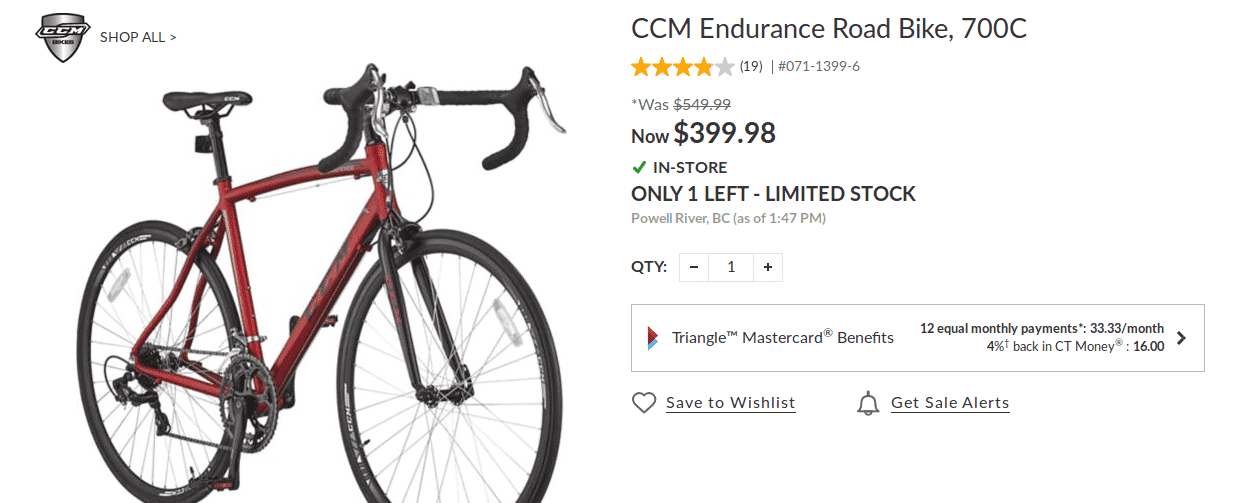 CCM
BIKES
SHOP ALL >
CCM Endurance Road Bike, 700C
(19) | #071-1399-6
*Was $549.99
Now $399.98
IN-STORE
ONLY 1 LEFT - LIMITED STOCK
Powell River, BC (as of 1:47 PM)
QTY: − 1 +
Triangle™ Mastercard® Benefits
12 equal monthly payments*: 33.33/month
4%† back in CT Money® : 16.00
Save to Wishlist
Get Sale Alerts
CCM
CCM
CCM